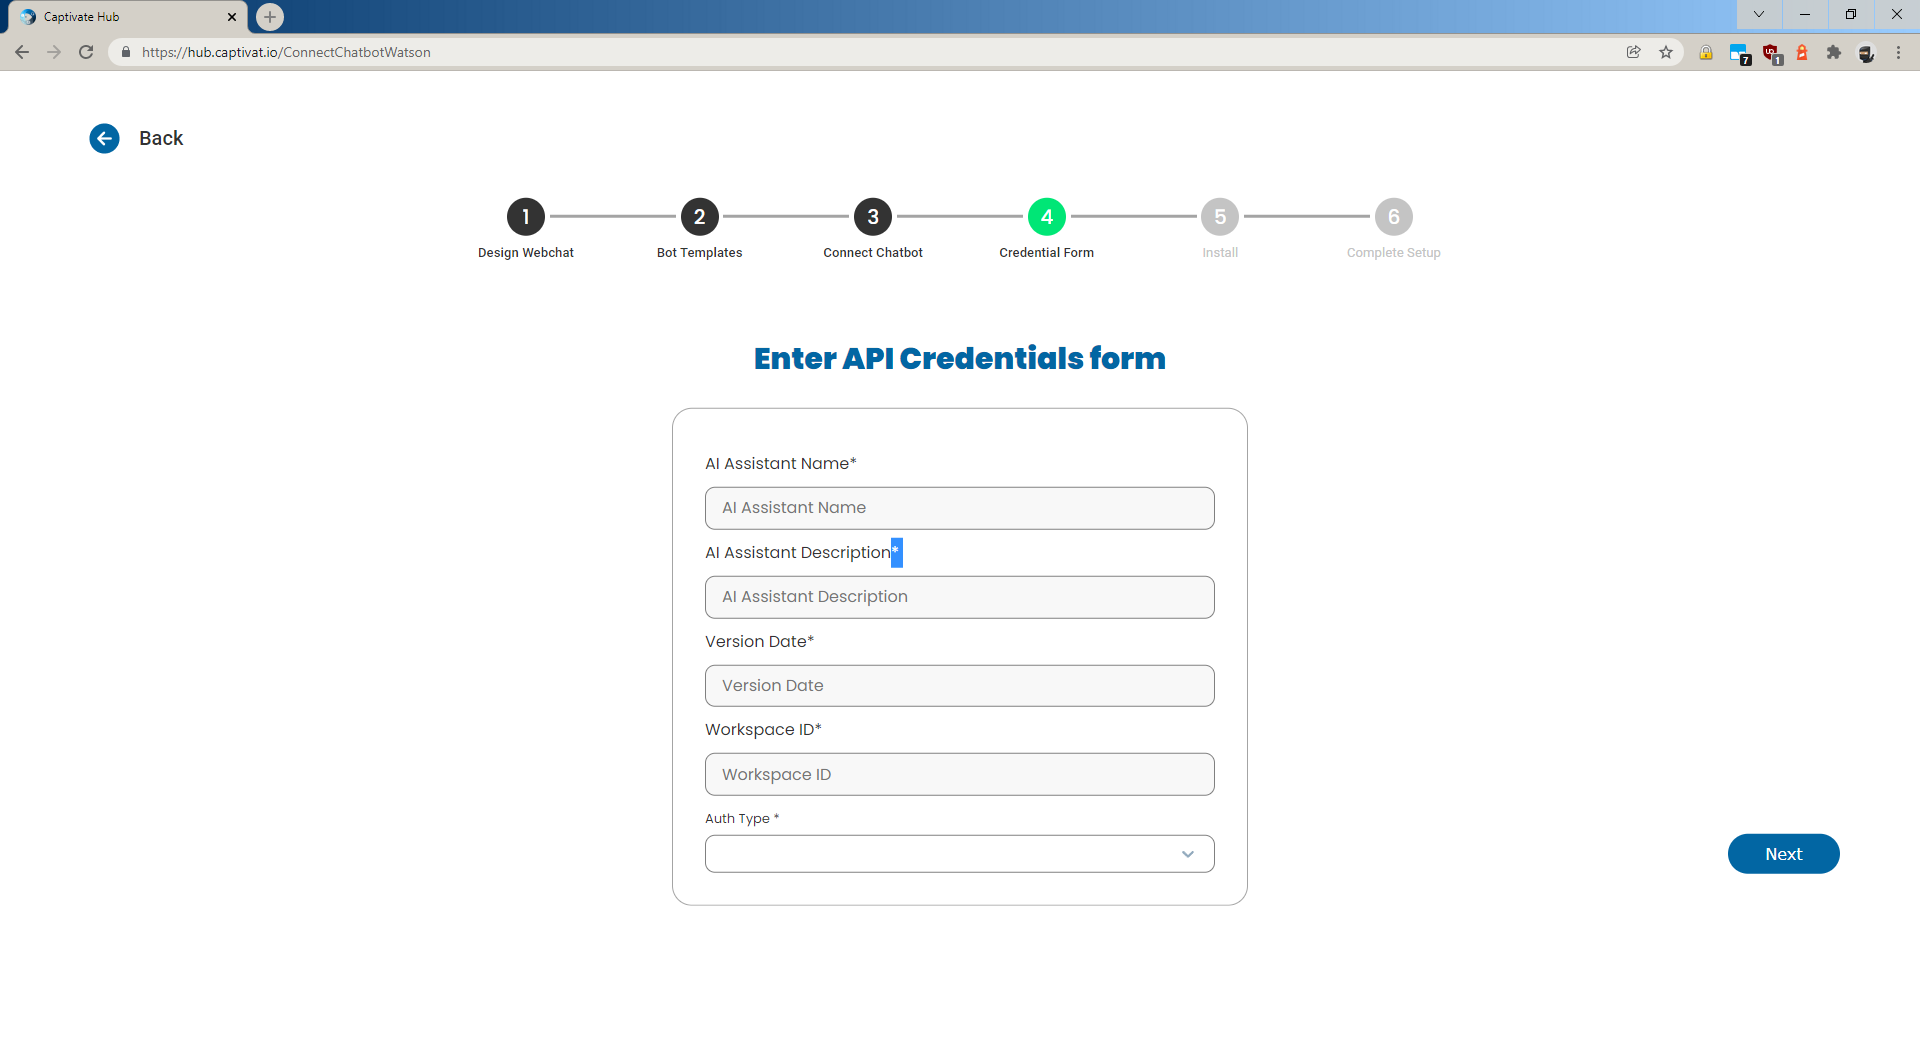 Captivate Hub
https://hub.captivat.io/ConnectChatbotWatson
7
1
Back
1
2
3
4
5
6
Design Webchat
Bot Templates
Connect Chatbot
Credential Form
Install
Complete Setup
Enter API Credentials form
AI Assistant Name*
AI Assistant Name
AI Assistant Description*
AI Assistant Description
Version Date*
Version Date
Workspace ID*
Workspace ID
Auth Type *
Next